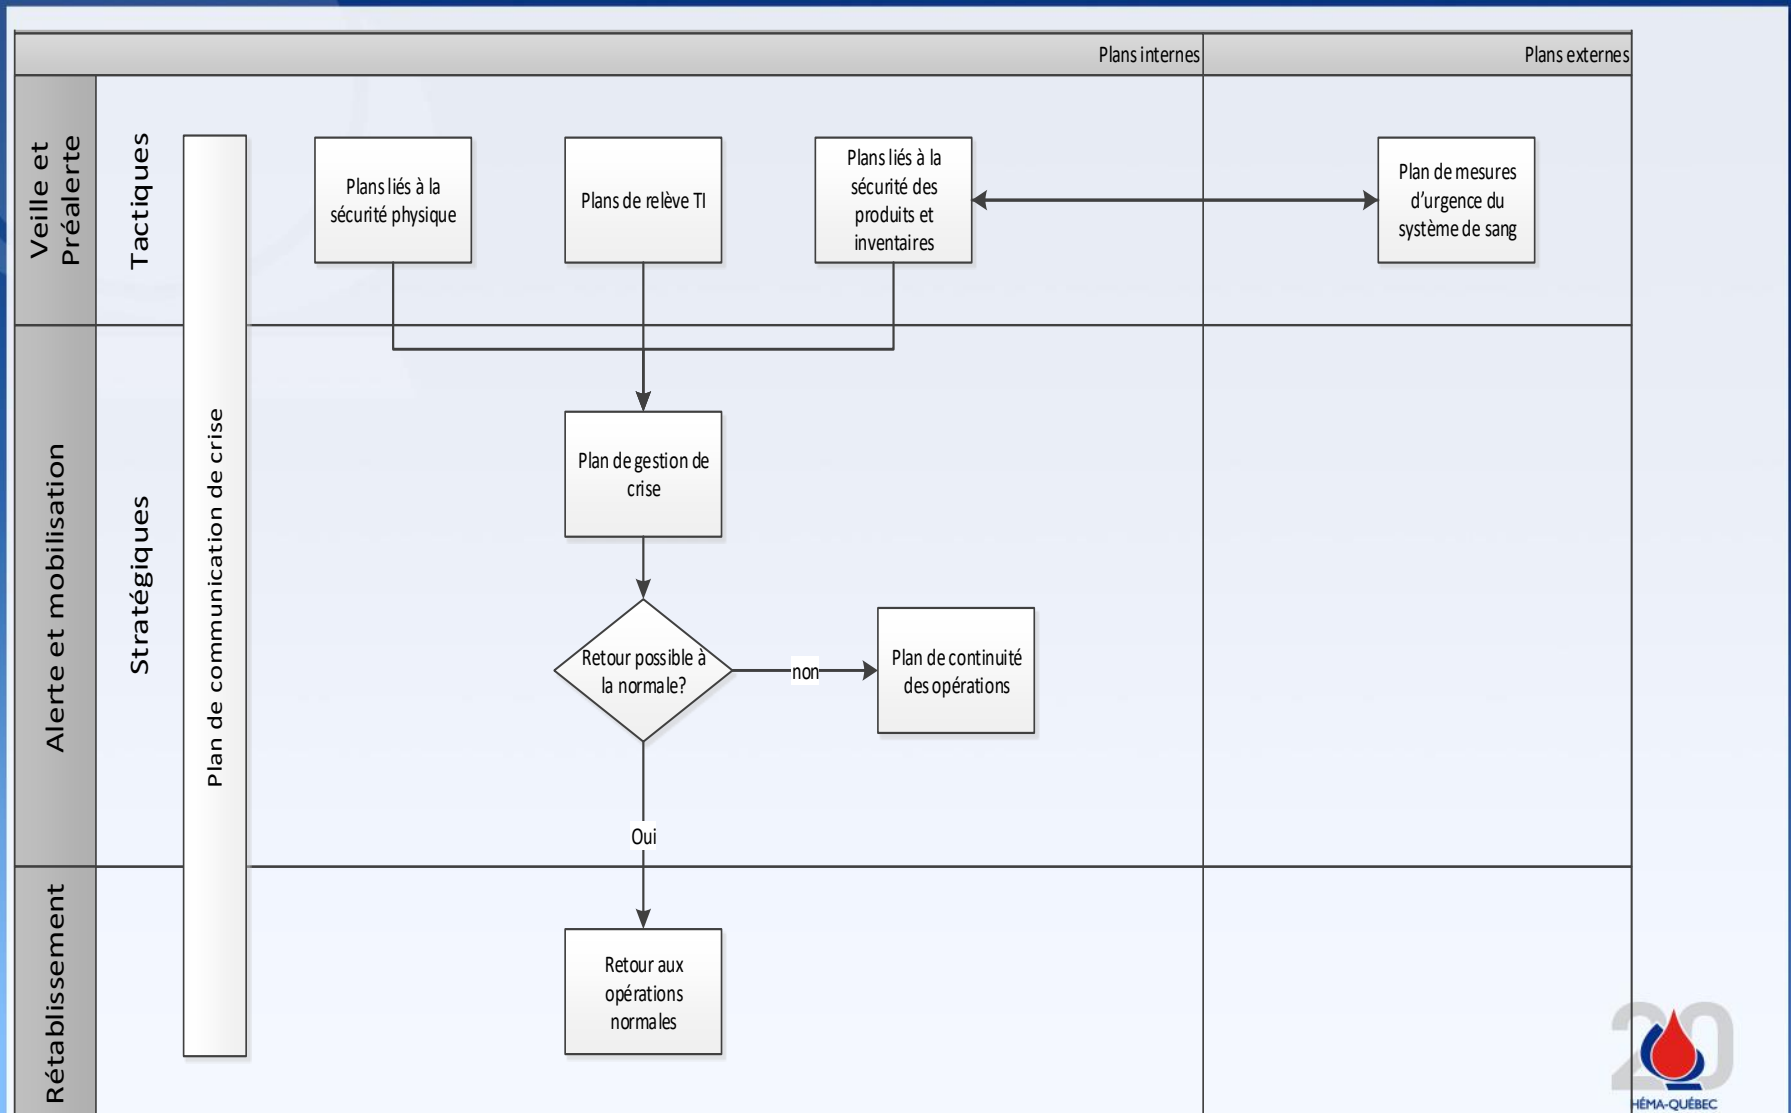 Plans internes
Plans externes
Veille et
Préalerte
Tactiques
Plans liés à la
sécurité physique
Plans de relève TI
Plans liés à la
sécurité des
produits et
inventaires
Plan de mesures
d'urgence du
système de sang
Alerte et mobilisation
Stratégiques
Plan de communication de crise
Plan de gestion de
crise
Retour possible à
la normale?
non
Plan de continuité
des opérations
Oui
Rétablissement
Retour aux
opérations
normales
20
HÉMA-QUÉBEC